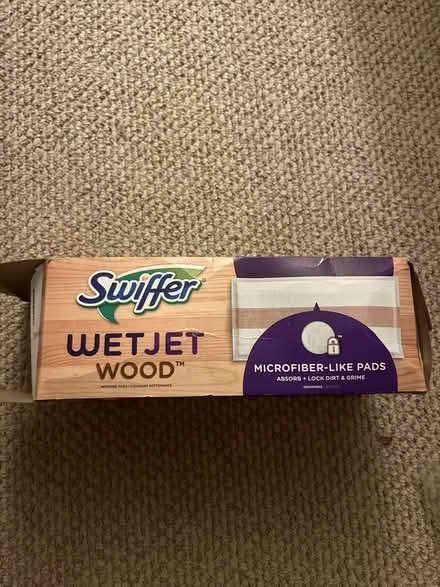 Swiffer
WETJET
WOOD™
MICROFIBER-LIKE PADS
ABSORB + LOCK DIRT & GRIME